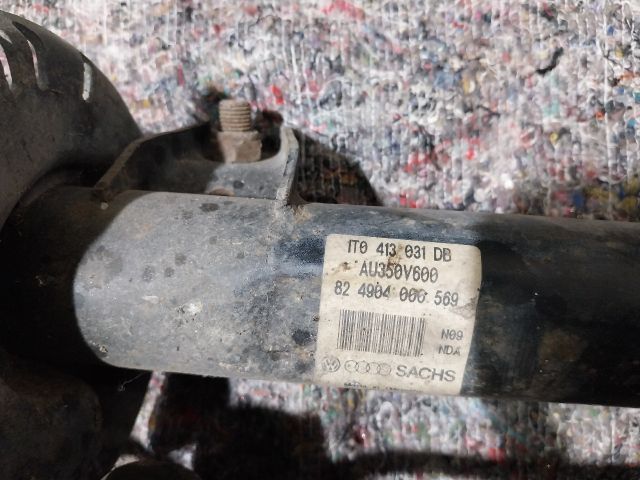 1T0 413 031 DB
AU350V600
82 4904 000 569
N09
NDA
SACHS